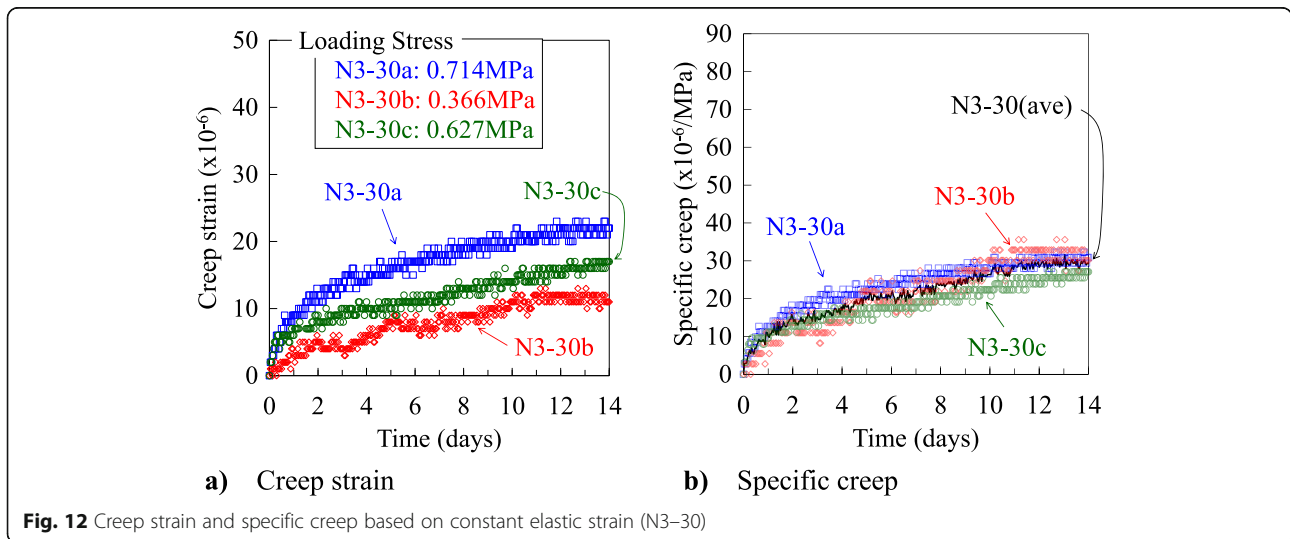 50
40
30
20
10
0
Creep strain (x10⁻⁶)
Loading Stress
N3-30a: 0.714MPa
N3-30b: 0.366MPa
N3-30c: 0.627MPa
N3-30a
N3-30c
N3-30b
0 2 4 6 8 10 12 14
Time (days)
a) Creep strain
90
80
70
60
50
40
30
20
10
0
Specific creep (x10⁻⁶/MPa)
N3-30(ave)
N3-30b
N3-30a
N3-30c
0 2 4 6 8 10 12 14
Time (days)
b) Specific creep
Fig. 12 Creep strain and specific creep based on constant elastic strain (N3–30)